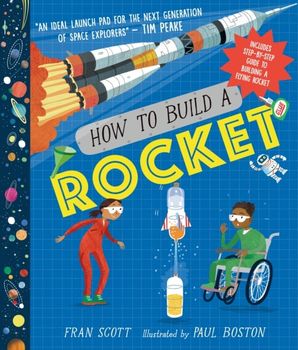 "AN IDEAL LAUNCH PAD FOR THE NEXT GENERATION
OF SPACE EXPLORERS" – TIM PEAKE
INCLUDES
STEP-BY-STEP
GUIDE TO
BUILDING A
FLYING ROCKET
HOW TO BUILD A
ROCKET
FRAN SCOTT Illustrated by PAUL BOSTON